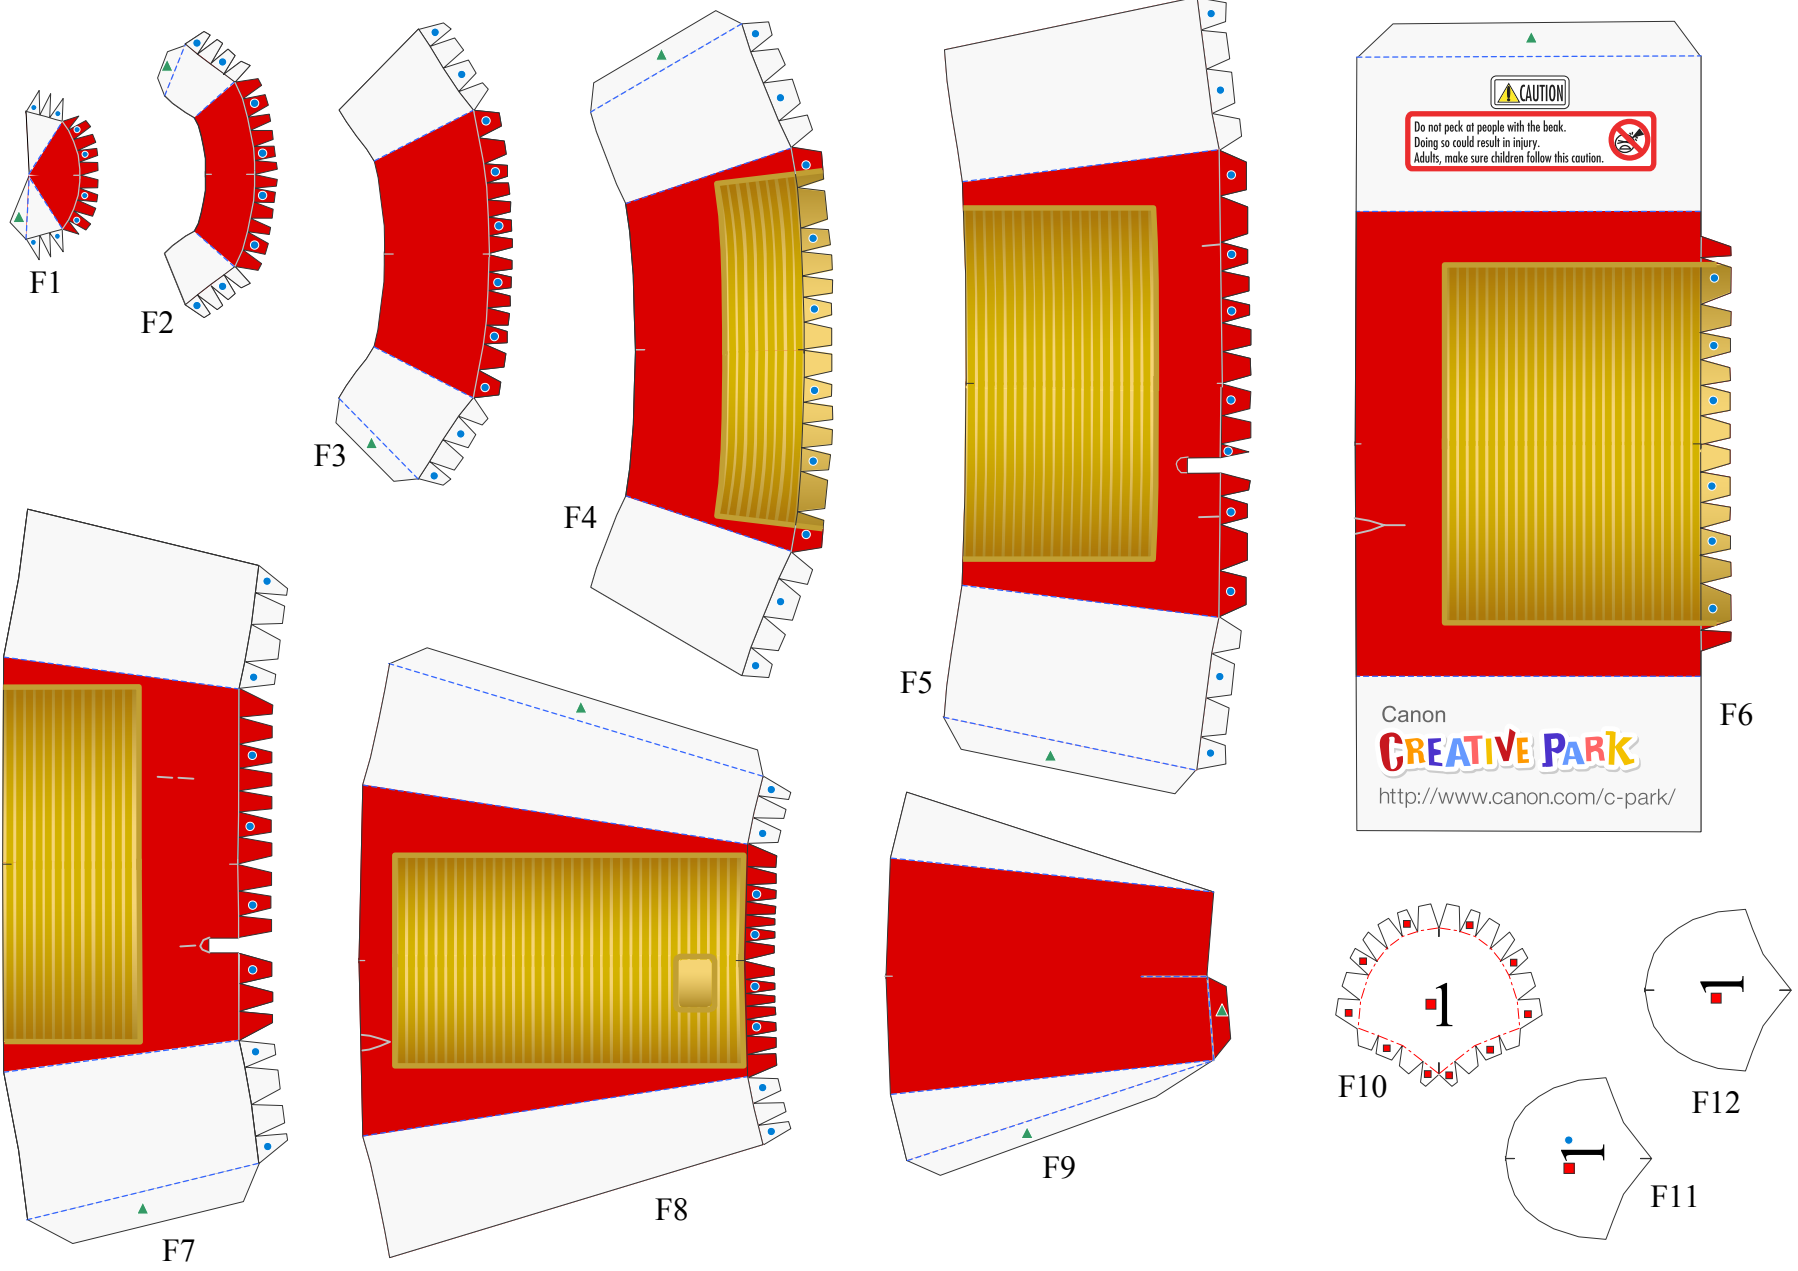 F1
F2
F3
F4
F5
CAUTION
Do not peck at people with the beak.
Doing so could result in injury.
Adults, make sure children follow this caution.
F6
Canon
CREATIVE PARK
http://www.canon.com/c-park/
F7
F8
F9
1
F10
1
F11
1
F12